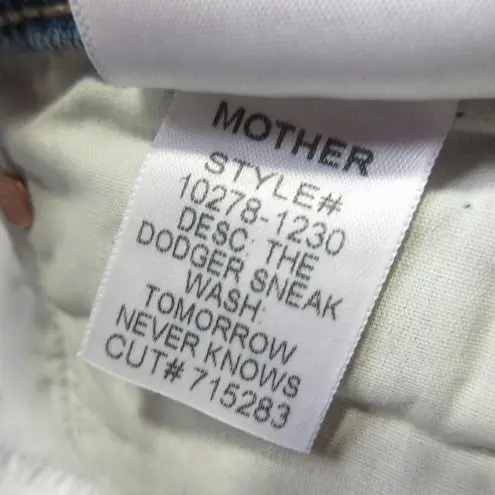 MOTHER
STYLE#
10278-1230
DESC: THE
DODGER SNEAK
WASH:
TOMORROW
NEVER KNOWS
CUT# 715283